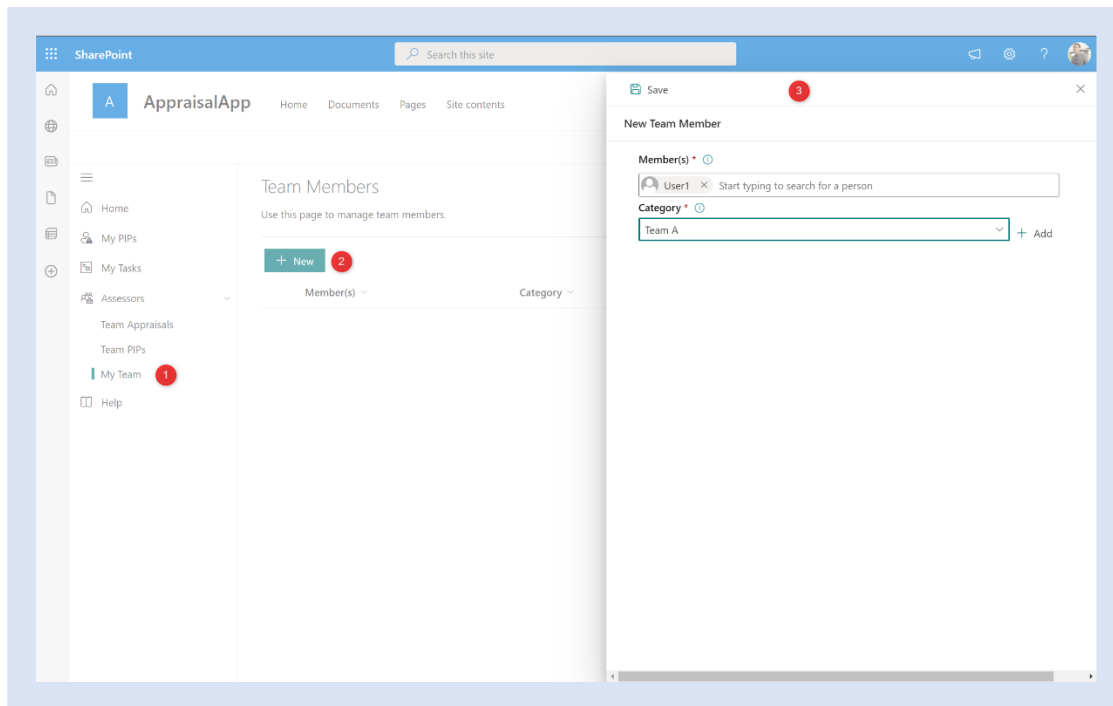 SharePoint
Search this site
?
A
AppraisalApp
Home Documents Pages Site contents
Home
My PIPs
My Tasks
Assessors
Team Appraisals
Team PIPs
My Team 1
Help
Team Members
Use this page to manage team members.
+ New 2
Member(s) Category
Save 3
New Team Member
Member(s) *
User1 Start typing to search for a person
Category *
Team A + Add